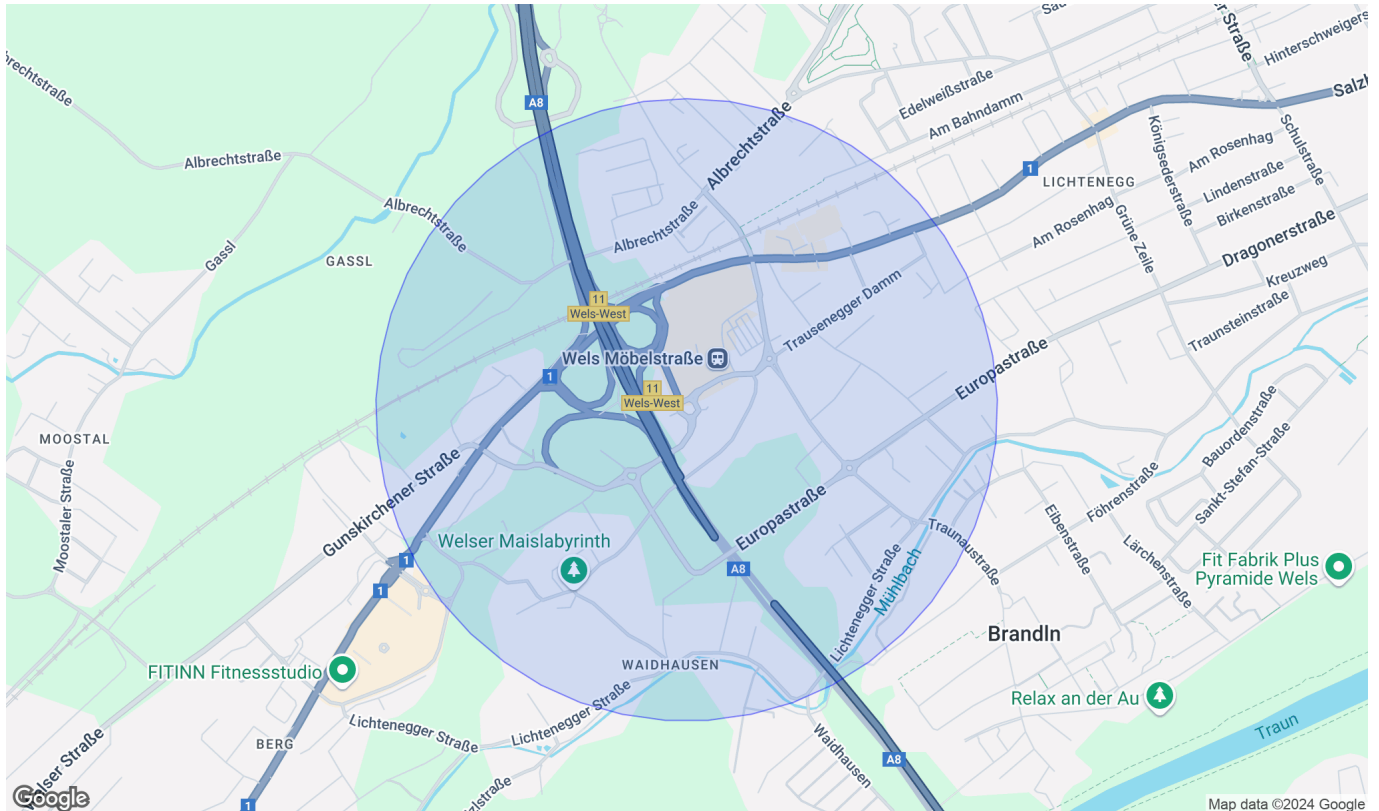 Albrechtstraße
A8
Edelweißstraße
Am Bahndamm
Hinterschweigers
Salzb
Schulstraße
Königsederstraße
Am Rosenhag
Lindenstraße
Birkenstraße
Dragonerstraße
Kreuzweg
Traunsteinstraße
1
LICHTENEGG
Grüne Zeile
Am Rosenhag
Albrechtstraße
Albrechtstraße
Albrechtstraße
Albrechtstraße
Gassl
GASSL
11
Wels-West
Trausenegger Damm
Wels Möbelstraße
1
11
Wels-West
Europastraße
MOOSTAL
Moostaler Straße
Gunskirchener Straße
Bauordenstraße
Sankt-Stefan-Straße
Föhrenstraße
Eibenstraße
Lärchenstraße
Europastraße
Traunaustraße
Welser Maislabyrinth
A8
1
1
Fit Fabrik Plus
Pyramide Wels
Lichtenegger Straße
Mühlbach
Brandln
WAIDHAUSEN
FITINN Fitnessstudio
Relax an der Au
Traun
Lichtenegger Straße
Lichtenegger Straße
BERG
Welser Straße
Waidhausen
A8
1
Google
Map data ©2024 Google